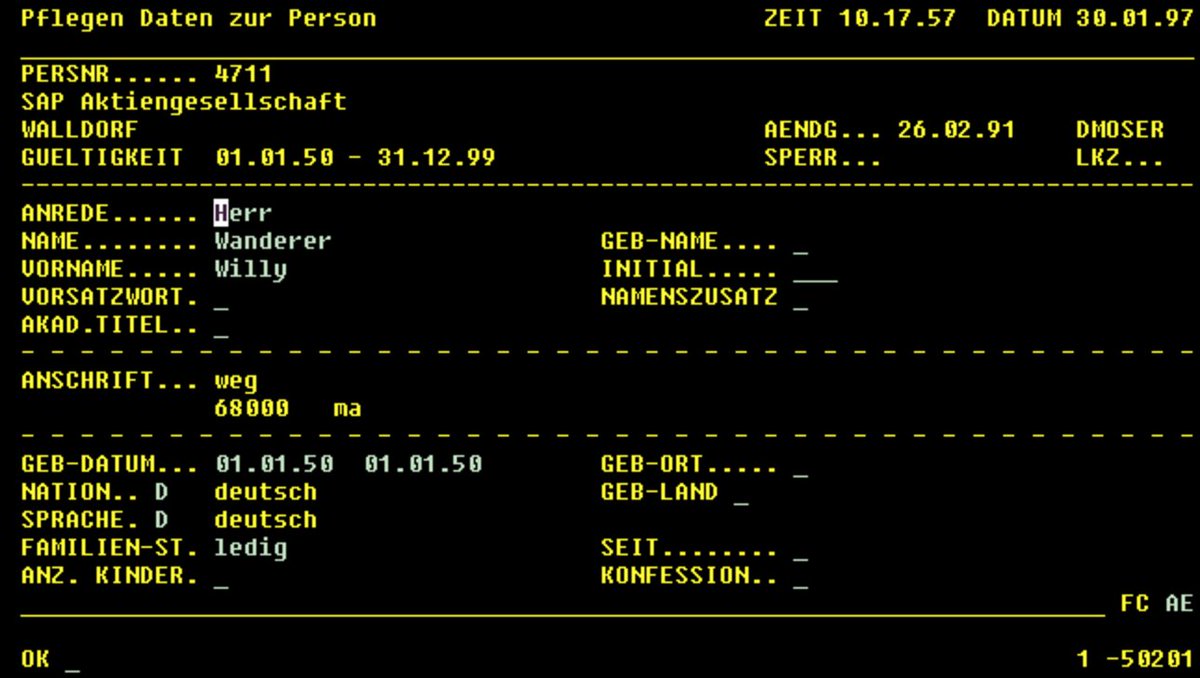 Pflegen Daten zur Person ZEIT 10.17.57 DATUM 30.01.97
PERSNR...... 4711
SAP Aktiengesellschaft
WALLDORF AENDG... 26.02.91 DMOSER
GUELTIGKEIT 01.01.50 - 31.12.99 SPERR... LKZ...
ANREDE...... Herr
NAME........ Wanderer GEB-NAME.... _
VORNAME..... Willy INITIAL..... ___
VORSATZWORT. _ NAMENSZUSATZ _
AKAD.TITEL.. _
ANSCHRIFT... weg
68000 ma
GEB-DATUM... 01.01.50 01.01.50 GEB-ORT..... _
NATION.. D deutsch GEB-LAND _
SPRACHE. D deutsch
FAMILIEN-ST. ledig SEIT........ _
ANZ. KINDER. _ KONFESSION.. _
FC AE
OK _ 1 -50201